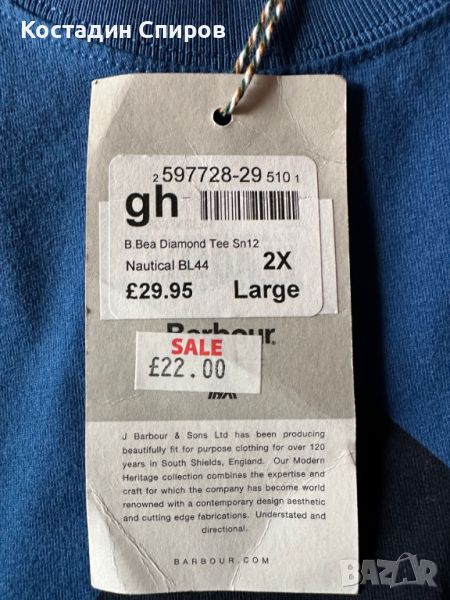 Костадин Спиров
2 597728-29 510 1
gh
B.Bea Diamond Tee Sn12
Nautical BL44
2X
£29.95
Large
Barbour
SALE
£22.00
J Barbour & Sons Ltd has been producing
beautifully fit for purpose clothing for over 120
years in South Shields, England. Our Modern
Heritage collection combines the expertise and
craft for which the company has become world
renowned with a contemporary design aesthetic
and cutting edge fabrications. Understated and
directional.
BARBOUR.COM
BAZAR